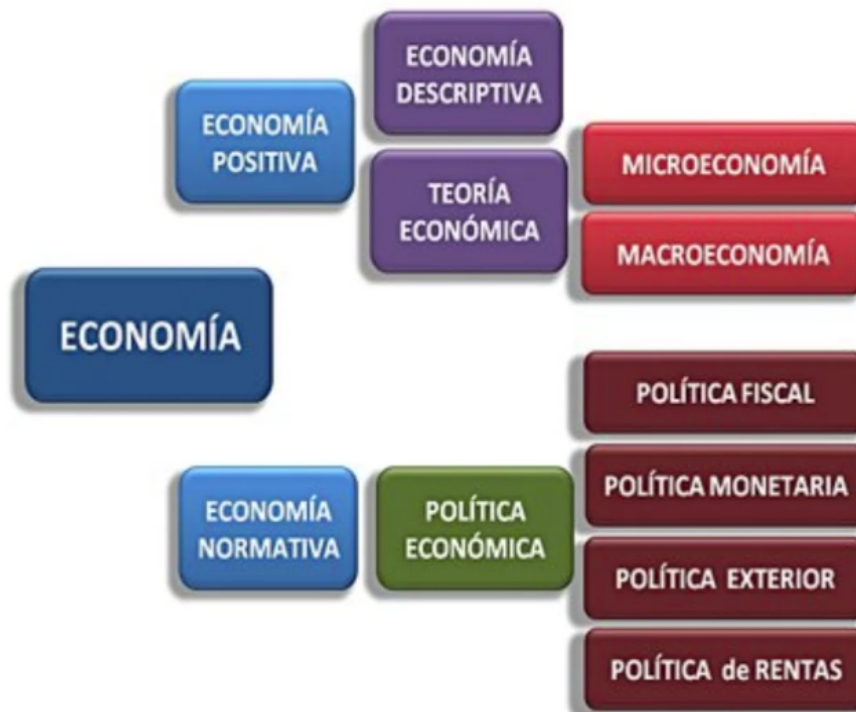 ECONOMÍA
DESCRIPTIVA
ECONOMÍA
POSITIVA
TEORÍA
ECONÓMICA
MICROECONOMÍA
MACROECONOMÍA
ECONOMÍA
POLÍTICA FISCAL
POLÍTICA MONETARIA
ECONOMÍA
NORMATIVA
POLÍTICA
ECONÓMICA
POLÍTICA EXTERIOR
POLÍTICA de RENTAS